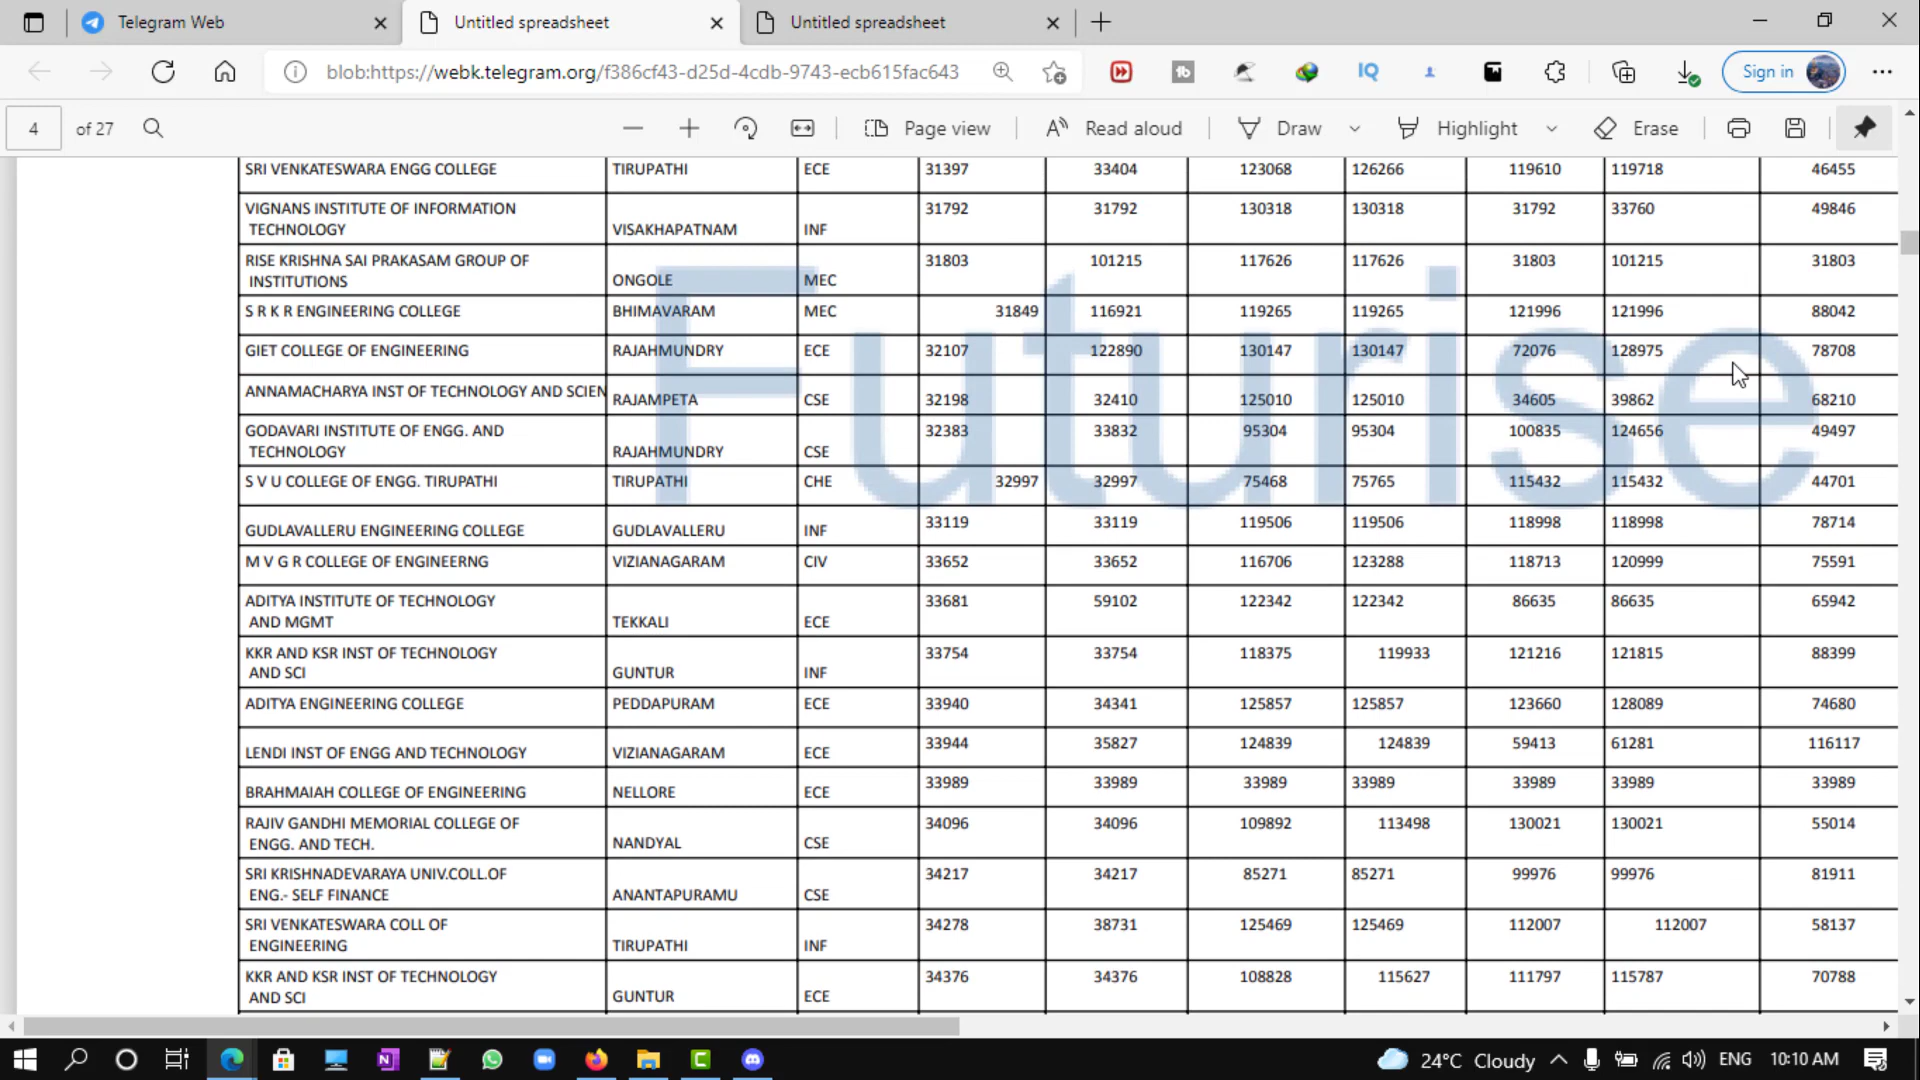 Telegram Web
Untitled spreadsheet
Untitled spreadsheet
blob:https://webk.telegram.org/f386cf43-d25d-4cdb-9743-ecb615fac643
Sign in
4 of 27
Page view
Read aloud
Draw
Highlight
Erase
SRI VENKATESWARA ENGG COLLEGE TIRUPATHI ECE 31397 33404 123068 126266 119610 119718 46455
VIGNANS INSTITUTE OF INFORMATION
TECHNOLOGY VISAKHAPATNAM INF 31792 31792 130318 130318 31792 33760 49846
RISE KRISHNA SAI PRAKASAM GROUP OF
INSTITUTIONS ONGOLE MEC 31803 101215 117626 117626 31803 101215 31803
S R K R ENGINEERING COLLEGE BHIMAVARAM MEC 31849 116921 119265 119265 121996 121996 88042
GIET COLLEGE OF ENGINEERING RAJAHMUNDRY ECE 32107 122890 130147 130147 72076 128975 78708
ANNAMACHARYA INST OF TECHNOLOGY AND SCIEN RAJAMPETA CSE 32198 32410 125010 125010 34605 39862 68210
GODAVARI INSTITUTE OF ENGG. AND
TECHNOLOGY RAJAHMUNDRY CSE 32383 33832 95304 95304 100835 124656 49497
S V U COLLEGE OF ENGG. TIRUPATHI TIRUPATHI CHE 32997 32997 75468 75765 115432 115432 44701
GUDLAVALLERU ENGINEERING COLLEGE GUDLAVALLERU INF 33119 33119 119506 119506 118998 118998 78714
M V G R COLLEGE OF ENGINEERNG VIZIANAGARAM CIV 33652 33652 116706 123288 118713 120999 75591
ADITYA INSTITUTE OF TECHNOLOGY
AND MGMT TEKKALI ECE 33681 59102 122342 122342 86635 86635 65942
KKR AND KSR INST OF TECHNOLOGY
AND SCI GUNTUR INF 33754 33754 118375 119933 121216 121815 88399
ADITYA ENGINEERING COLLEGE PEDDAPURAM ECE 33940 34341 125857 125857 123660 128089 74680
LENDI INST OF ENGG AND TECHNOLOGY VIZIANAGARAM ECE 33944 35827 124839 124839 59413 61281 116117
BRAHMAIAH COLLEGE OF ENGINEERING NELLORE ECE 33989 33989 33989 33989 33989 33989 33989
RAJIV GANDHI MEMORIAL COLLEGE OF
ENGG. AND TECH. NANDYAL CSE 34096 34096 109892 113498 130021 130021 55014
SRI KRISHNADEVARAYA UNIV.COLL.OF
ENG.- SELF FINANCE ANANTAPURAMU CSE 34217 34217 85271 85271 99976 99976 81911
SRI VENKATESWARA COLL OF
ENGINEERING TIRUPATHI INF 34278 38731 125469 125469 112007 112007 58137
KKR AND KSR INST OF TECHNOLOGY
AND SCI GUNTUR ECE 34376 34376 108828 115627 111797 115787 70788
Futurise
24°C Cloudy
ENG
10:10 AM